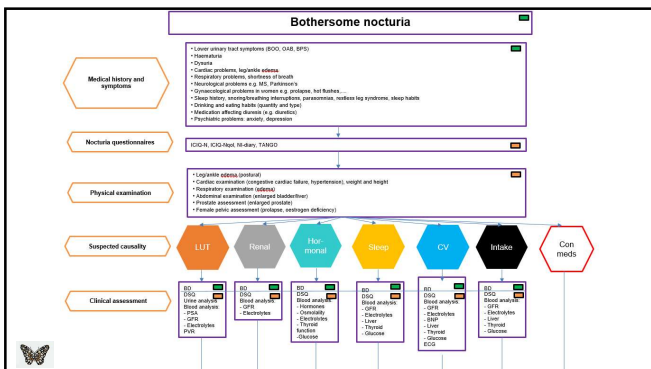 Bothersome nocturia
Medical history and
symptoms
• Lower urinary tract symptoms (BOO, OAB, BPS)
• Haematuria
• Dysuria
• Cardiac problems, leg/ankle edema
• Respiratory problems, shortness of breath
• Neurological problems e.g. MS, Parkinson's
• Gynaecological problems in women e.g. prolapse, hot flushes,....
• Sleep history, snoring/breathing interruptions, parasomnias, restless leg syndrome, sleep habits
• Drinking and eating habits (quantity and type)
• Medication affecting diuresis (e.g. diuretics)
• Psychiatric problems: anxiety, depression
Nocturia questionnaires
ICIQ-N, ICIQ-Nqol, NI-diary, TANGO
Physical examination
• Leg/ankle edema (postural)
• Cardiac examination (congestive cardiac failure, hypertension), weight and height
• Respiratory examination (edema)
• Abdominal examination (enlarged bladder/liver)
• Prostate assessment (enlarged prostate)
• Female pelvic assessment (prolapse, oestrogen deficiency)
Suspected causality
LUT
Renal
Hor-
monal
Sleep
CV
Intake
Con
meds
Clinical assessment
BD
DSQ
Urine analysis
Blood analysis:
- PSA
- GFR
- Electrolytes
PVR
BD
DSQ
Blood analysis:
- GFR
- Electrolytes
BD
DSQ
Blood analysis:
- Hormones
- Osmolality
- Electrolytes
- Thyroid
function
-Glucose
BD
DSQ
Blood analysis:
- GFR
- Electrolytes
- Liver
- Thyroid
- Glucose
BD
DSQ
Blood analysis:
- GFR
- Electrolytes
- BNP
- Liver
- Thyroid
- Glucose
ECG
BD
DSQ
Blood analysis:
- GFR
- Electrolytes
- Liver
- Thyroid
- Glucose